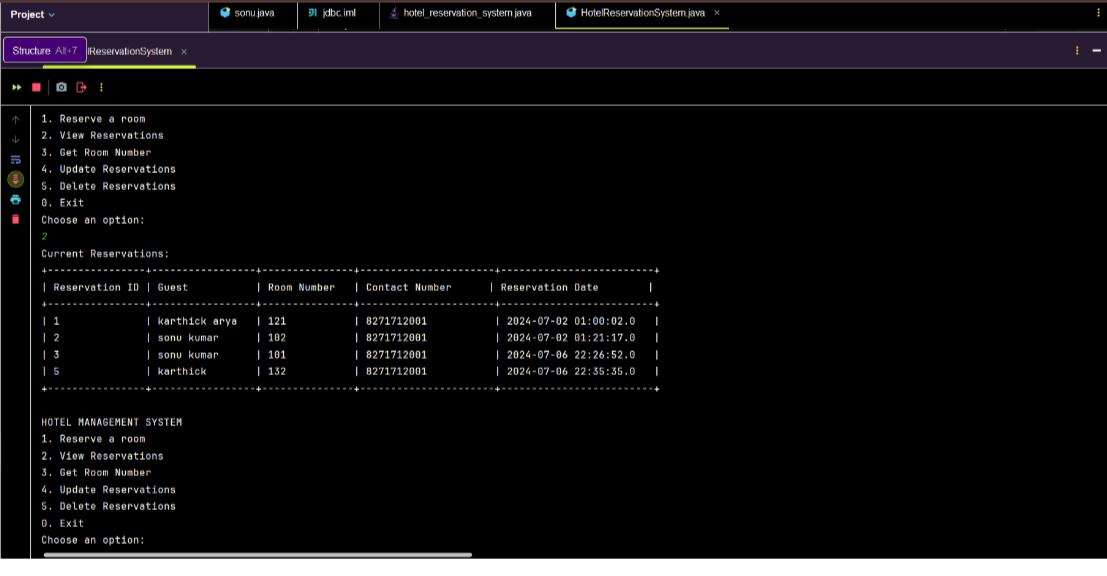 Project
sonu.java jdbc.iml hotel_reservation_system.java HotelReservationSystem.java ×
Structure Alt+7 lReservationSystem ×
1. Reserve a room
2. View Reservations
3. Get Room Number
4. Update Reservations
5. Delete Reservations
0. Exit
Choose an option:
2
Current Reservations:
+----------------+-----------------+---------------+----------------------+-------------------------+
| Reservation ID | Guest | Room Number | Contact Number | Reservation Date |
+----------------+-----------------+---------------+----------------------+-------------------------+
| 1 | karthick arya | 121 | 8271712001 | 2024-07-02 01:00:02.0 |
| 2 | sonu kumar | 102 | 8271712001 | 2024-07-02 01:21:17.0 |
| 3 | sonu kumar | 101 | 8271712001 | 2024-07-06 22:26:52.0 |
| 5 | karthick | 132 | 8271712001 | 2024-07-06 22:35:35.0 |
+----------------+-----------------+---------------+----------------------+-------------------------+
HOTEL MANAGEMENT SYSTEM
1. Reserve a room
2. View Reservations
3. Get Room Number
4. Update Reservations
5. Delete Reservations
0. Exit
Choose an option: